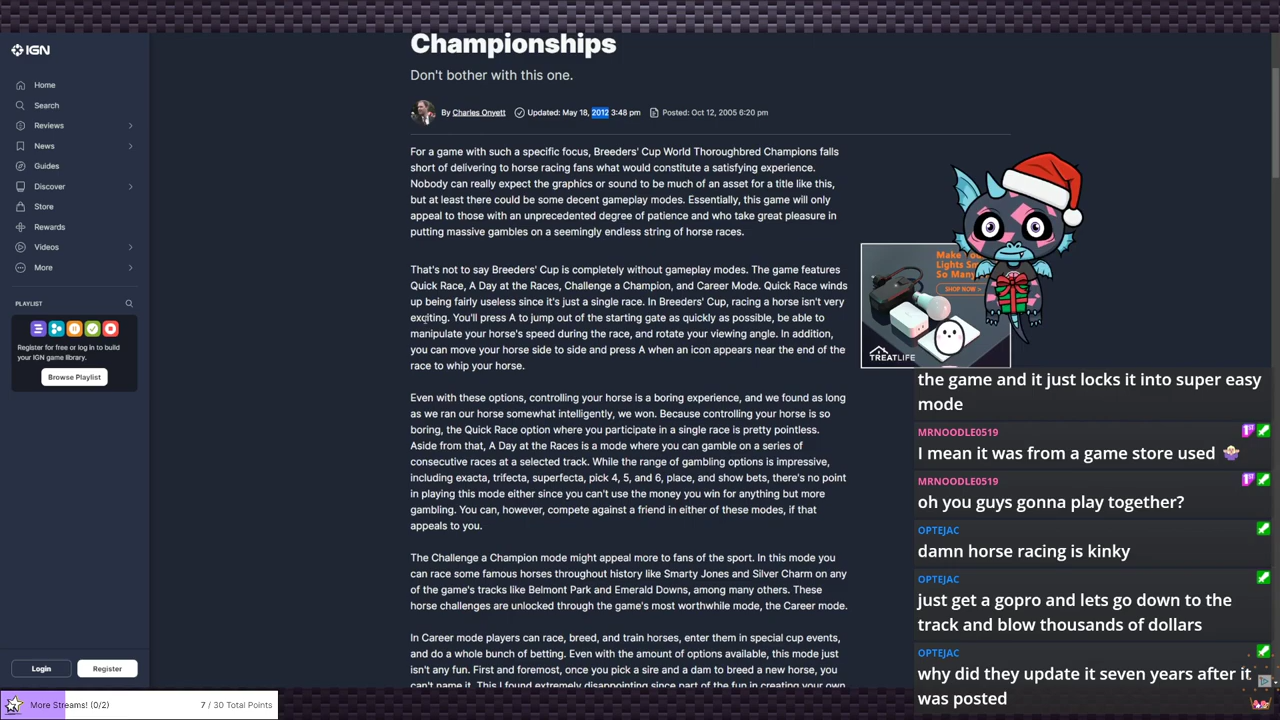 IGN
Home
Search
Reviews
News
Guides
Discover
Store
Rewards
Videos
More
PLAYLIST
Register for free or log in to build
your IGN game library.
Browse Playlist
Login
Register
Championships
Don't bother with this one.
By Charles Onyett Updated: May 18, 2012 3:48 pm Posted: Oct 12, 2005 6:20 pm
For a game with such a specific focus, Breeders' Cup World Thoroughbred Champions falls
short of delivering to horse racing fans what would constitute a satisfying experience.
Nobody can really expect the graphics or sound to be much of an asset for a title like this,
but at least there could be some decent gameplay modes. Essentially, this game will only
appeal to those with an unprecedented degree of patience and who take great pleasure in
putting massive gambles on a seemingly endless string of horse races.
That's not to say Breeders' Cup is completely without gameplay modes. The game features
Quick Race, A Day at the Races, Challenge a Champion, and Career Mode. Quick Race winds
up being fairly useless since it's just a single race. In Breeders' Cup, racing a horse isn't very
exciting. You'll press A to jump out of the starting gate as quickly as possible, be able to
manipulate your horse's speed during the race, and rotate your viewing angle. In addition,
you can move your horse side to side and press A when an icon appears near the end of the
race to whip your horse.
Even with these options, controlling your horse is a boring experience, and we found as long
as we ran our horse somewhat intelligently, we won. Because controlling your horse is so
boring, the Quick Race option where you participate in a single race is pretty pointless.
Aside from that, A Day at the Races is a mode where you can gamble on a series of
consecutive races at a selected track. While the range of gambling options is impressive,
including exacta, trifecta, superfecta, pick 4, 5, and 6, place, and show bets, there's no point
in playing this mode either since you can't use the money you win for anything but more
gambling. You can, however, compete against a friend in either of these modes, if that
appeals to you.
The Challenge a Champion mode might appeal more to fans of the sport. In this mode you
can race some famous horses throughout history like Smarty Jones and Silver Charm on any
of the game's tracks like Belmont Park and Emerald Downs, among many others. These
horse challenges are unlocked through the game's most worthwhile mode, the Career mode.
In Career mode players can race, breed, and train horses, enter them in special cup events,
and do a whole bunch of betting. Even with the amount of options available, this mode just
isn't any fun. First and foremost, once you pick a sire and a dam to breed a new horse, you
can't name it. This I found extremely disappointing since part of the fun in creating your own
Make You
Lights Sm
So Many
SHOP NOW >
TREATLIFE
the game and it just locks it into super easy
mode
MRNOODLE0519
I mean it was from a game store used
MRNOODLE0519
oh you guys gonna play together?
OPTEJAC
damn horse racing is kinky
OPTEJAC
just get a gopro and lets go down to the
track and blow thousands of dollars
OPTEJAC
why did they update it seven years after it
was posted
More Streams! (0/2) 7 / 30 Total Points